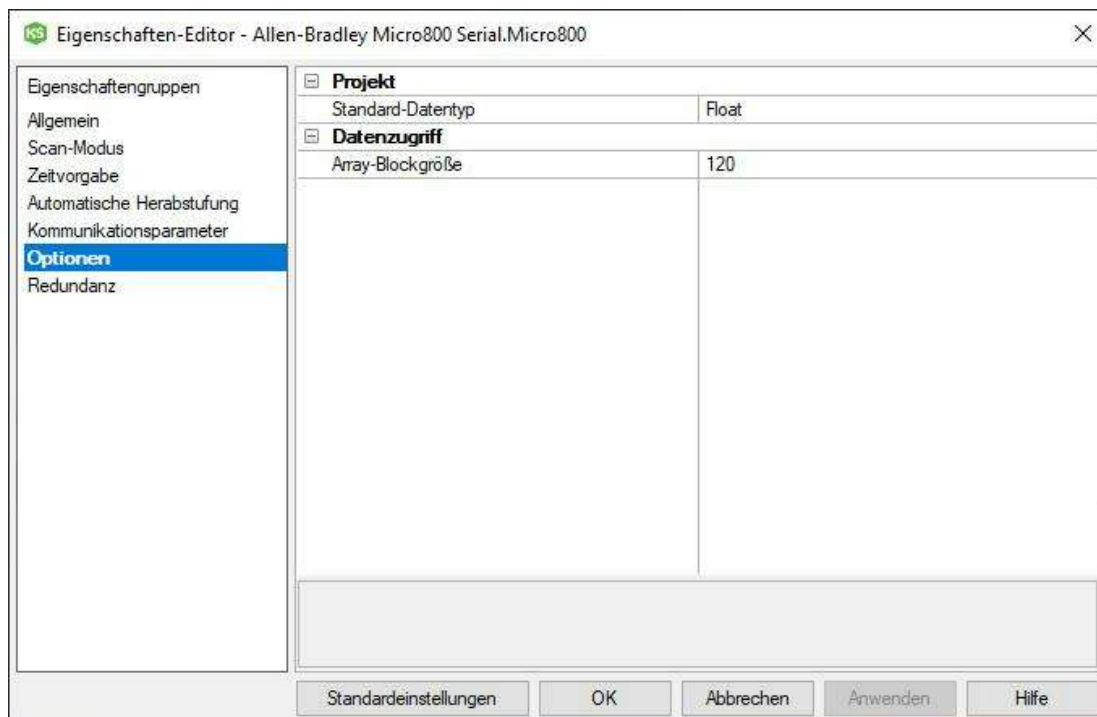 KS Eigenschaften-Editor - Allen-Bradley Micro800 Serial.Micro800
Eigenschaftengruppen
Allgemein
Scan-Modus
Zeitvorgabe
Automatische Herabstufung
Kommunikationsparameter
Optionen
Redundanz
Projekt
Standard-Datentyp Float
Datenzugriff
Array-Blockgröße 120
Standardeinstellungen OK Abbrechen Anwenden Hilfe